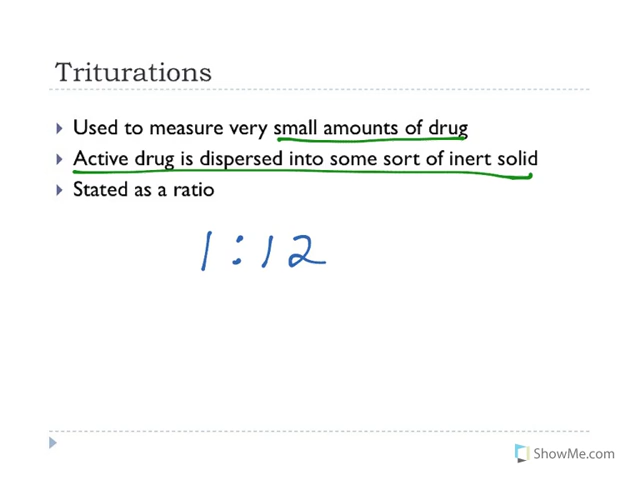 Triturations
Used to measure very small amounts of drug
Active drug is dispersed into some sort of inert solid
Stated as a ratio
1:12
ShowMe.com